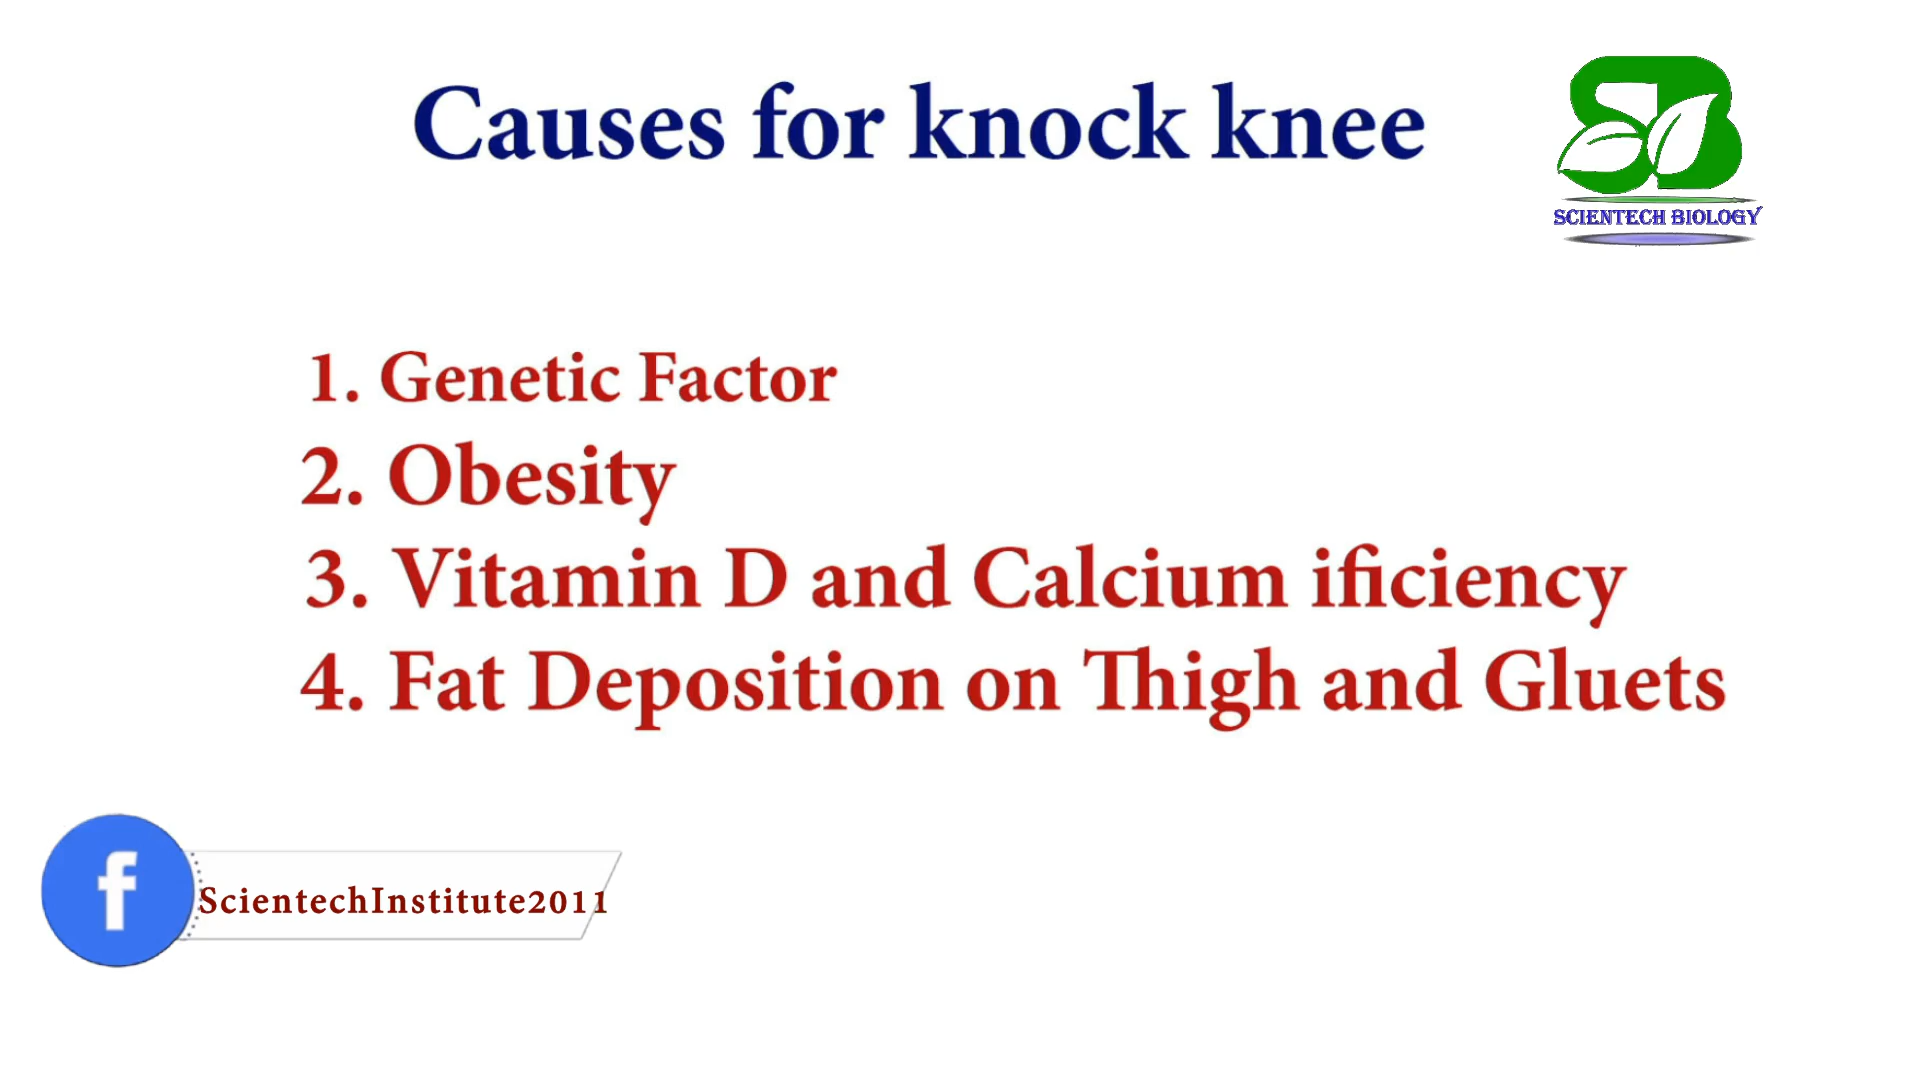 Causes for knock knee
SCIENTECH BIOLOGY
1. Genetic Factor
2. Obesity
3. Vitamin D and Calcium ificiency
4. Fat Deposition on Thigh and Gluets
f
ScientechInstitute2011